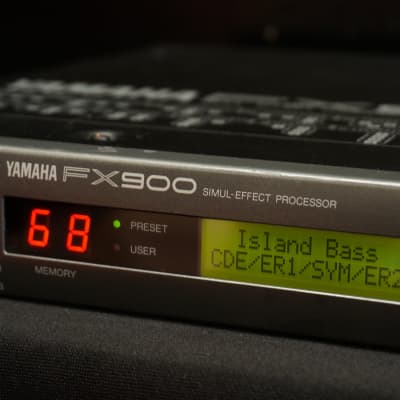 YAMAHA FX900 SIMUL-EFFECT PROCESSOR
68
PRESET
USER
MEMORY
Island Bass
CDE/ER1/SYM/ER2